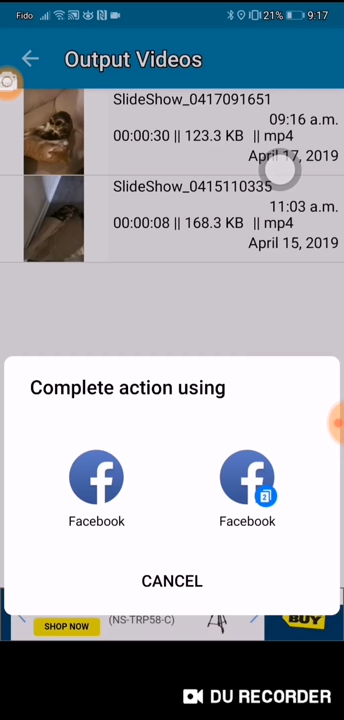 Fido 21% 9:17
Output Videos
SlideShow_0417091651
09:16 a.m.
00:00:30 || 123.3 KB || mp4
April 17, 2019
SlideShow_0415110335
11:03 a.m.
00:00:08 || 168.3 KB || mp4
April 15, 2019
Complete action using
2
Facebook Facebook
CANCEL
(NS-TRP58-C)
SHOP NOW
BUY
DU RECORDER